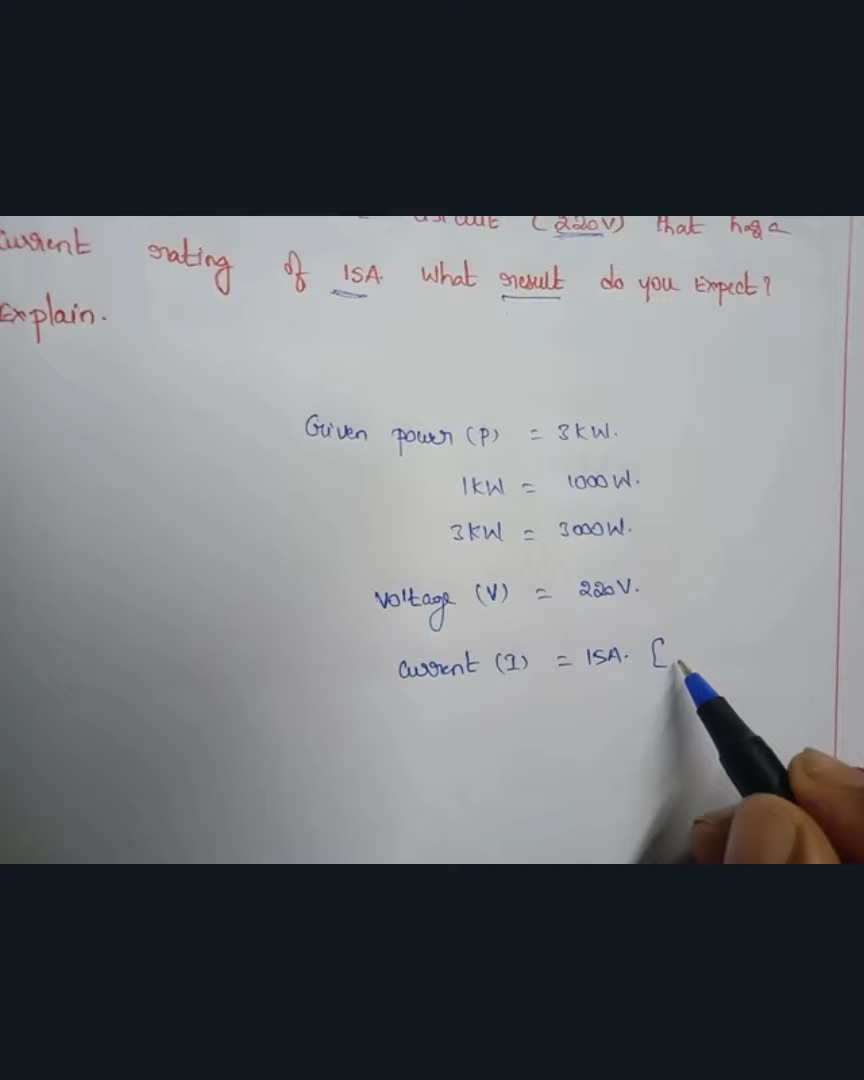 (220V) that has a
current rating of 15A. What result do you Expect?
Explain.
Given power (P) = 3KW.
1KW = 1000W.
3KW = 3000W.
Voltage (V) = 220V.
current (I) = 15A. [